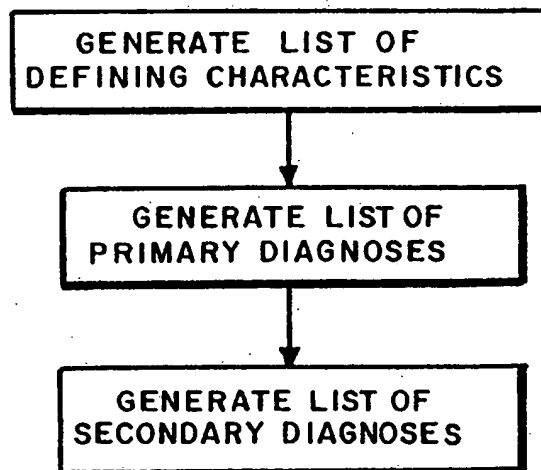 GENERATE LIST OF
DEFINING CHARACTERISTICS
GENERATE LIST OF
PRIMARY DIAGNOSES
GENERATE LIST OF
SECONDARY DIAGNOSES